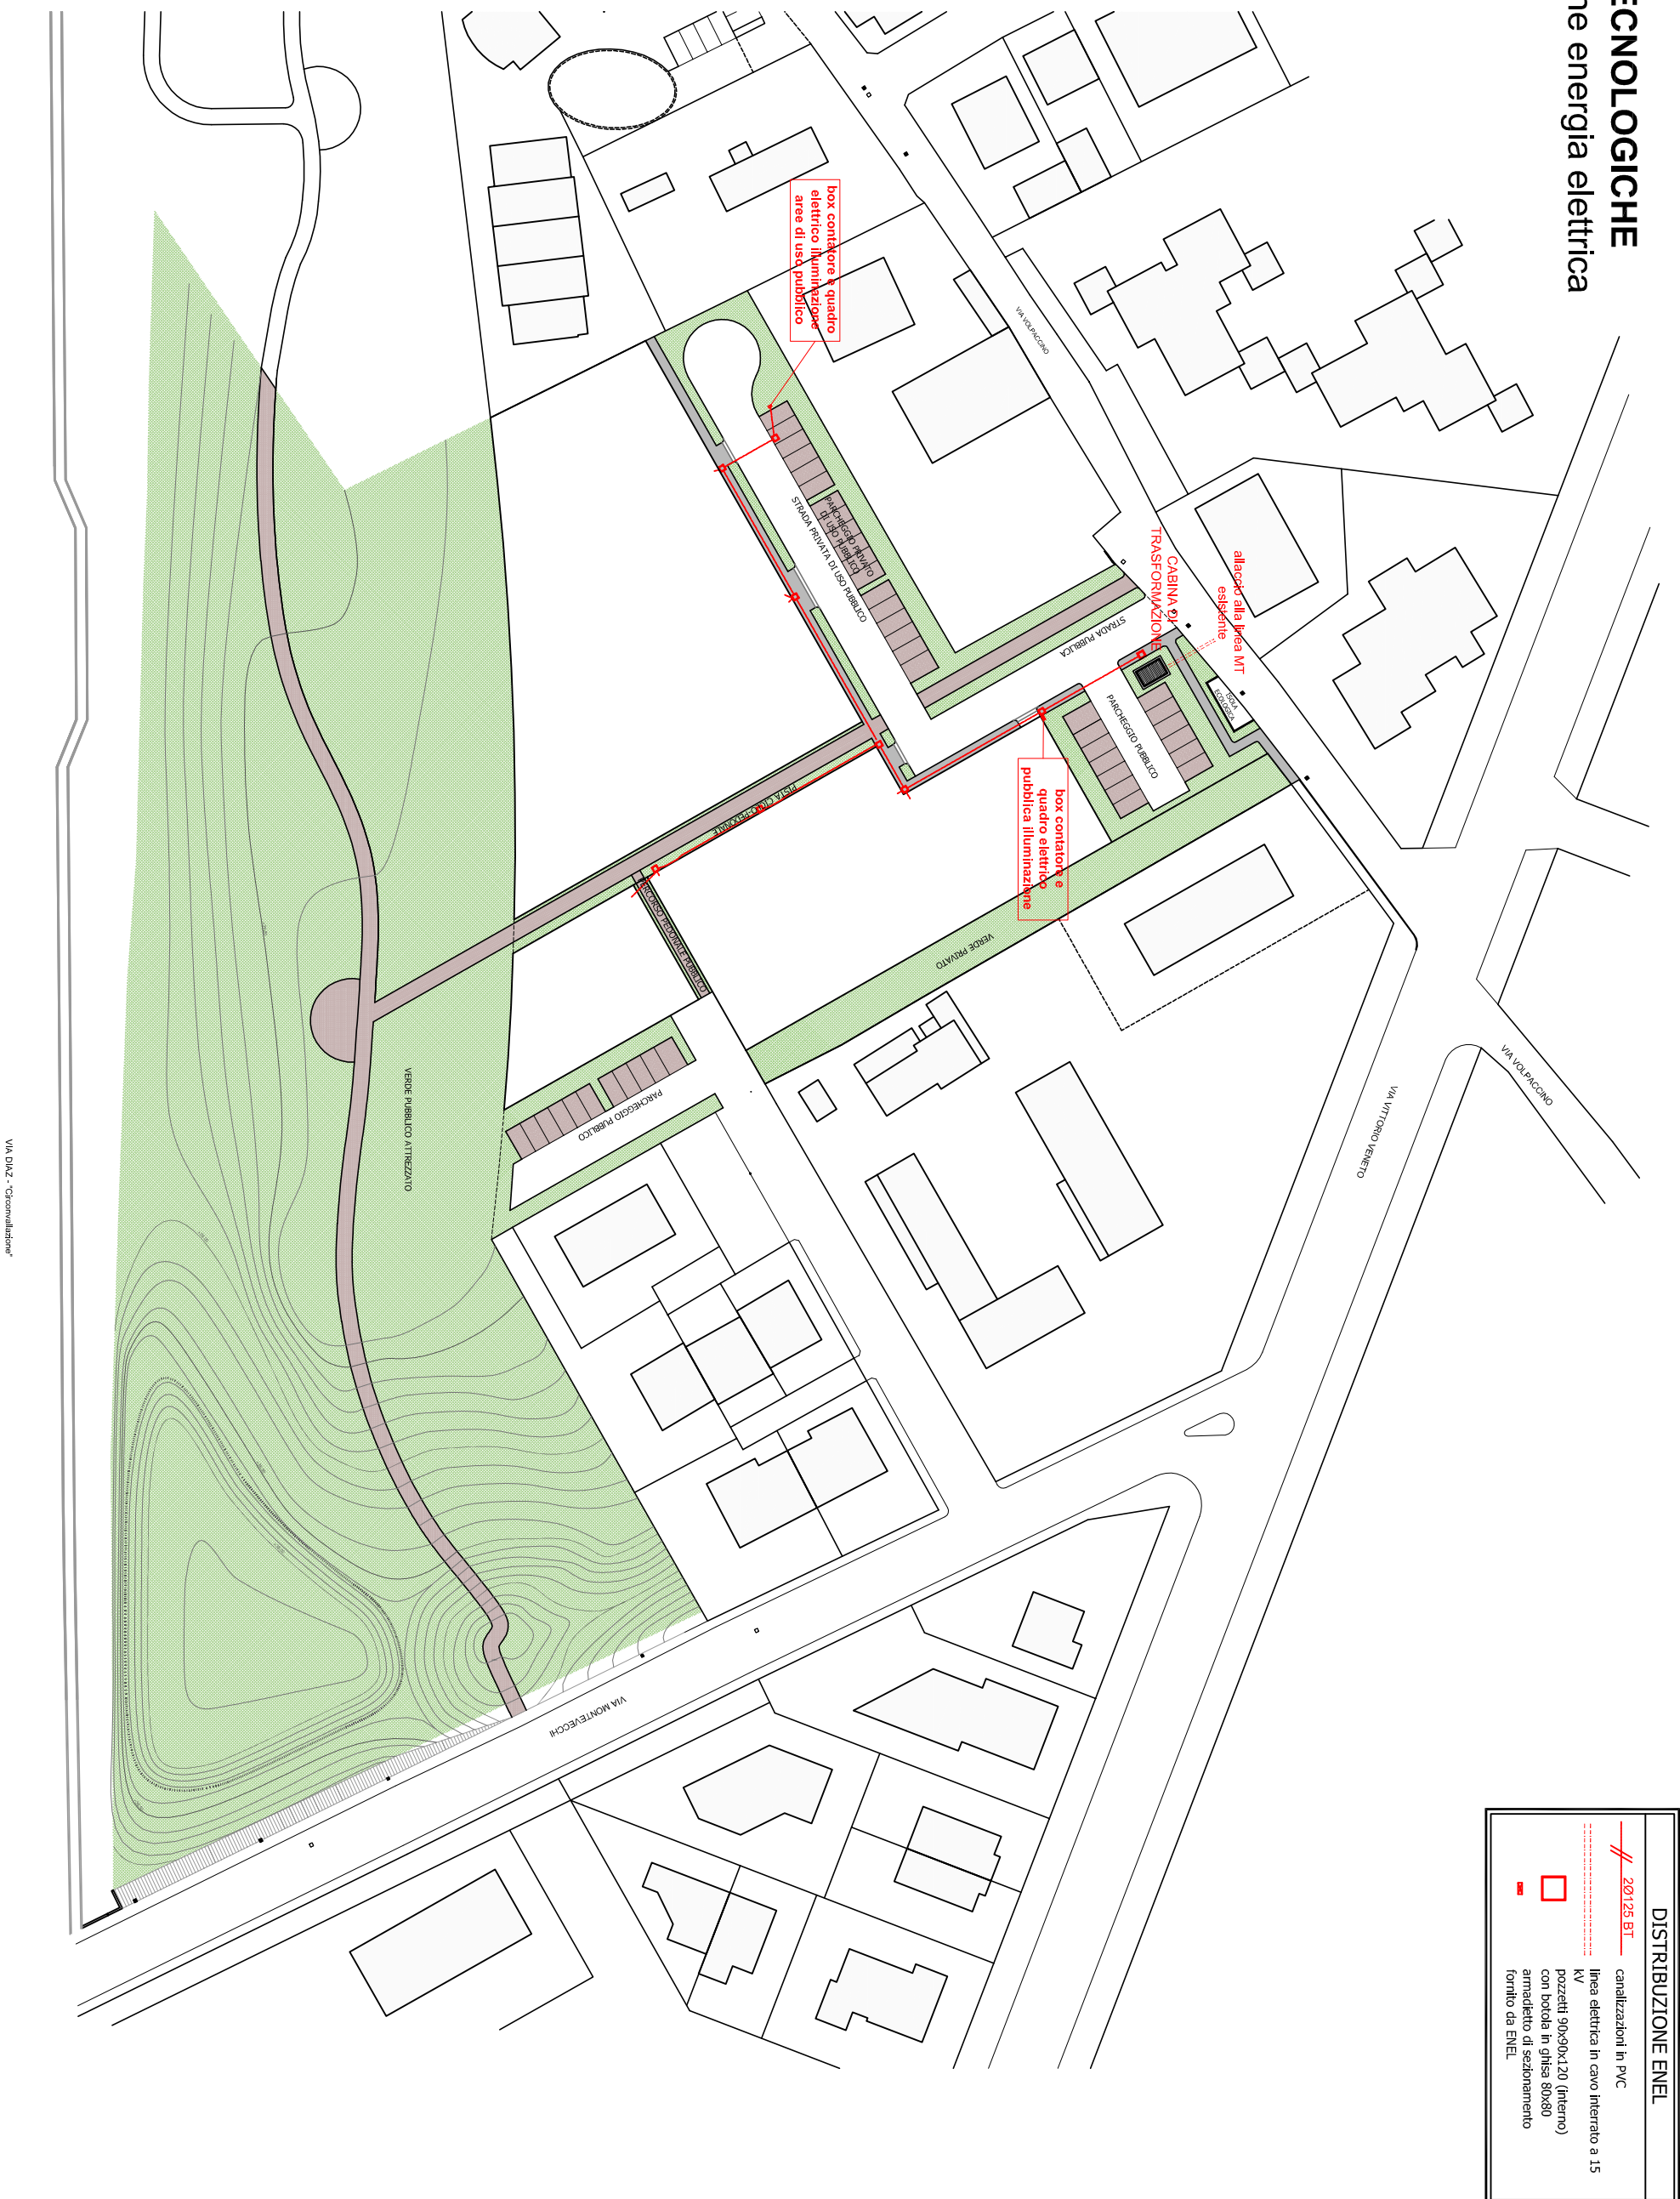 ECNOLOGICHE
ne energia elettrica
box contatore e quadro
elettrico illuminazione
aree di uso pubblico
VIA VOLPACCINO
PARCHEGGIO PRIVATO
DI USO PUBBLICO
STRADA PRIVATA DI USO PUBBLICO
allaccio alla linea MT
esistente
CABINA DI
TRASFORMAZIONE
STRADA PUBBLICA
ISOLA
ECOLOGICA
PARCHEGGIO PUBBLICO
box contatore e
quadro elettrico
pubblica illuminazione
PISTA CICLO-PEDONALE
PERCORSO PEDONALE PUBBLICO
VERDE PRIVATO
VIA VOLPACCINO
VIA VITTORIO VENETO
PARCHEGGIO PUBBLICO
VERDE PUBBLICO ATTREZZATO
VIA DIAZ - "Circonvallazione"
VIA MONTEVECCHI
DISTRIBUZIONE ENEL
2Ø125 BT
canalizzazioni in PVC
linea elettrica in cavo interrato a 15
kV
pozzetti 90x90x120 (interno)
con botola in ghisa 80x80
armadietto di sezionamento
fornito da ENEL